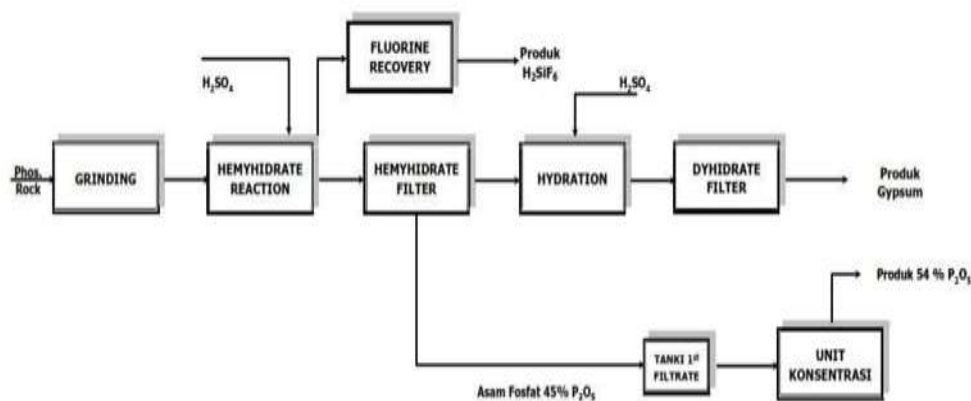 FLUORINE
RECOVERY
Produk
H₂SiF₆
H₂SO₄
H₂SO₄
Phos.
Rock
GRINDING
HEMYHIDRATE
REACTION
HEMYHIDRATE
FILTER
HYDRATION
DYHIDRATE
FILTER
Produk
Gypsum
Produk 54 % P₂O₅
TANKI 1st
FILTRATE
UNIT
KONSENTRASI
Asam Fosfat 45% P₂O₅